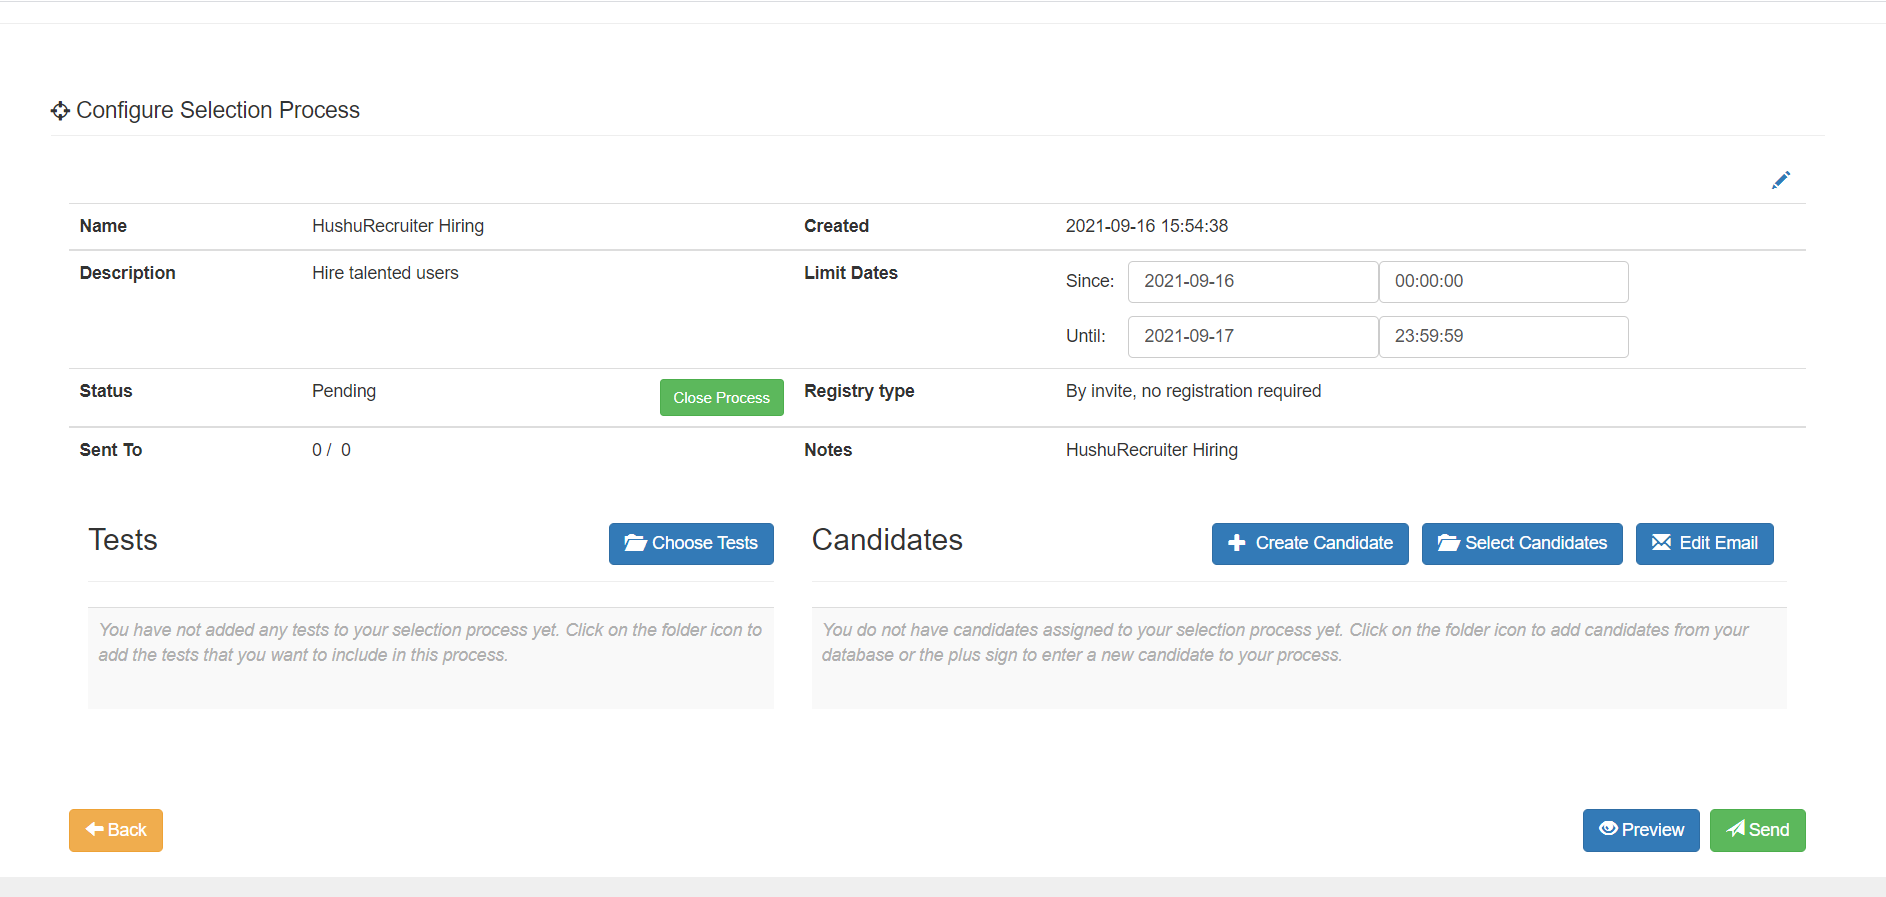 Configure Selection Process
Name HushuRecruiter Hiring Created 2021-09-16 15:54:38
Description Hire talented users Limit Dates Since: 2021-09-16 00:00:00
Until: 2021-09-17 23:59:59
Status Pending Close Process Registry type By invite, no registration required
Sent To 0 / 0 Notes HushuRecruiter Hiring
Tests Choose Tests Candidates Create Candidate Select Candidates Edit Email
You have not added any tests to your selection process yet. Click on the folder icon to
add the tests that you want to include in this process.
You do not have candidates assigned to your selection process yet. Click on the folder icon to add candidates from your
database or the plus sign to enter a new candidate to your process.
Back Preview Send